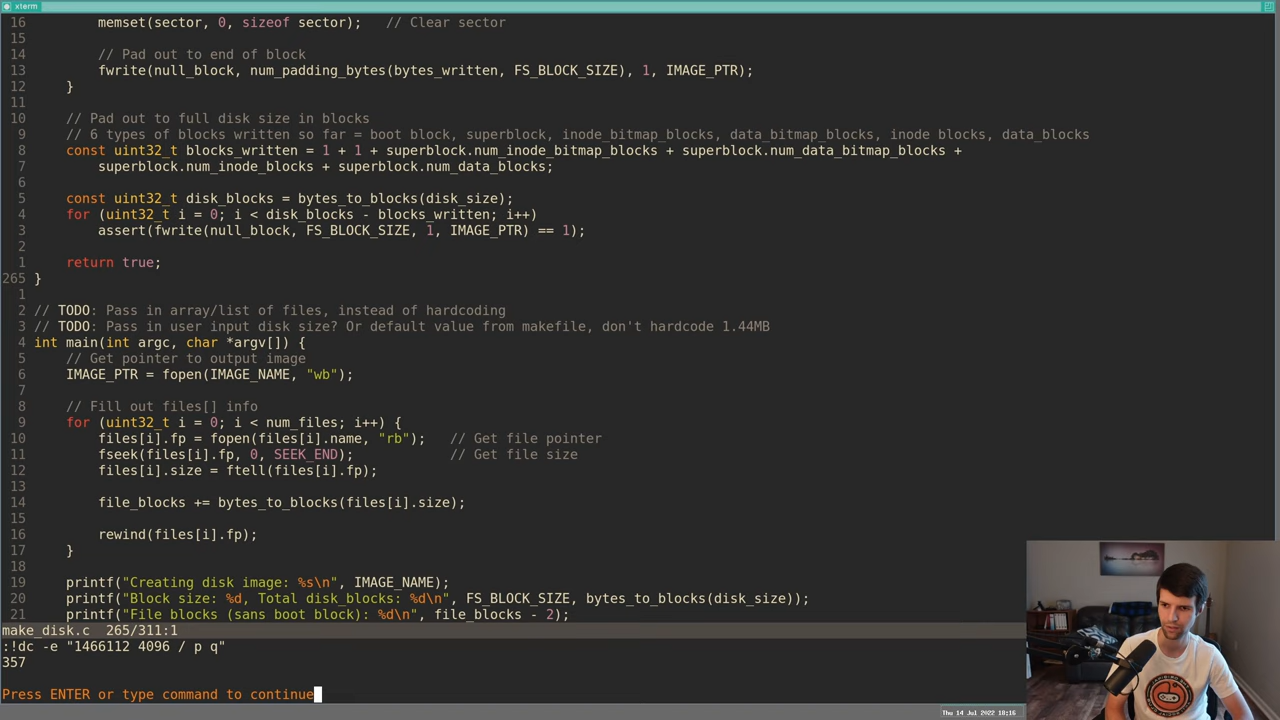 xterm
16         memset(sector, 0, sizeof sector);   // Clear sector
15
14         // Pad out to end of block
13         fwrite(null_block, num_padding_bytes(bytes_written, FS_BLOCK_SIZE), 1, IMAGE_PTR);
12     }
11
10     // Pad out to full disk size in blocks
9     // 6 types of blocks written so far = boot block, superblock, inode_bitmap_blocks, data_bitmap_blocks, inode blocks, data_blocks
8     const uint32_t blocks_written = 1 + 1 + superblock.num_inode_bitmap_blocks + superblock.num_data_bitmap_blocks +
7         superblock.num_inode_blocks + superblock.num_data_blocks;
6
5     const uint32_t disk_blocks = bytes_to_blocks(disk_size);
4     for (uint32_t i = 0; i < disk_blocks - blocks_written; i++)
3         assert(fwrite(null_block, FS_BLOCK_SIZE, 1, IMAGE_PTR) == 1);
2
1     return true;
265 }
1
2 // TODO: Pass in array/list of files, instead of hardcoding
3 // TODO: Pass in user input disk size? Or default value from makefile, don't hardcode 1.44MB
4 int main(int argc, char *argv[]) {
5     // Get pointer to output image
6     IMAGE_PTR = fopen(IMAGE_NAME, "wb");
7
8     // Fill out files[] info
9     for (uint32_t i = 0; i < num_files; i++) {
10         files[i].fp = fopen(files[i].name, "rb");   // Get file pointer
11         fseek(files[i].fp, 0, SEEK_END);            // Get file size
12         files[i].size = ftell(files[i].fp);
13
14         file_blocks += bytes_to_blocks(files[i].size);
15
16         rewind(files[i].fp);
17     }
18
19     printf("Creating disk image: %s\n", IMAGE_NAME);
20     printf("Block size: %d, Total disk_blocks: %d\n", FS_BLOCK_SIZE, bytes_to_blocks(disk_size));
21     printf("File blocks (sans boot block): %d\n", file_blocks - 2);
make_disk.c  265/311:1
:!dc -e "1466112 4096 / p q"
357
Press ENTER or type command to continue
Thu 14 Jul 2022 18:16